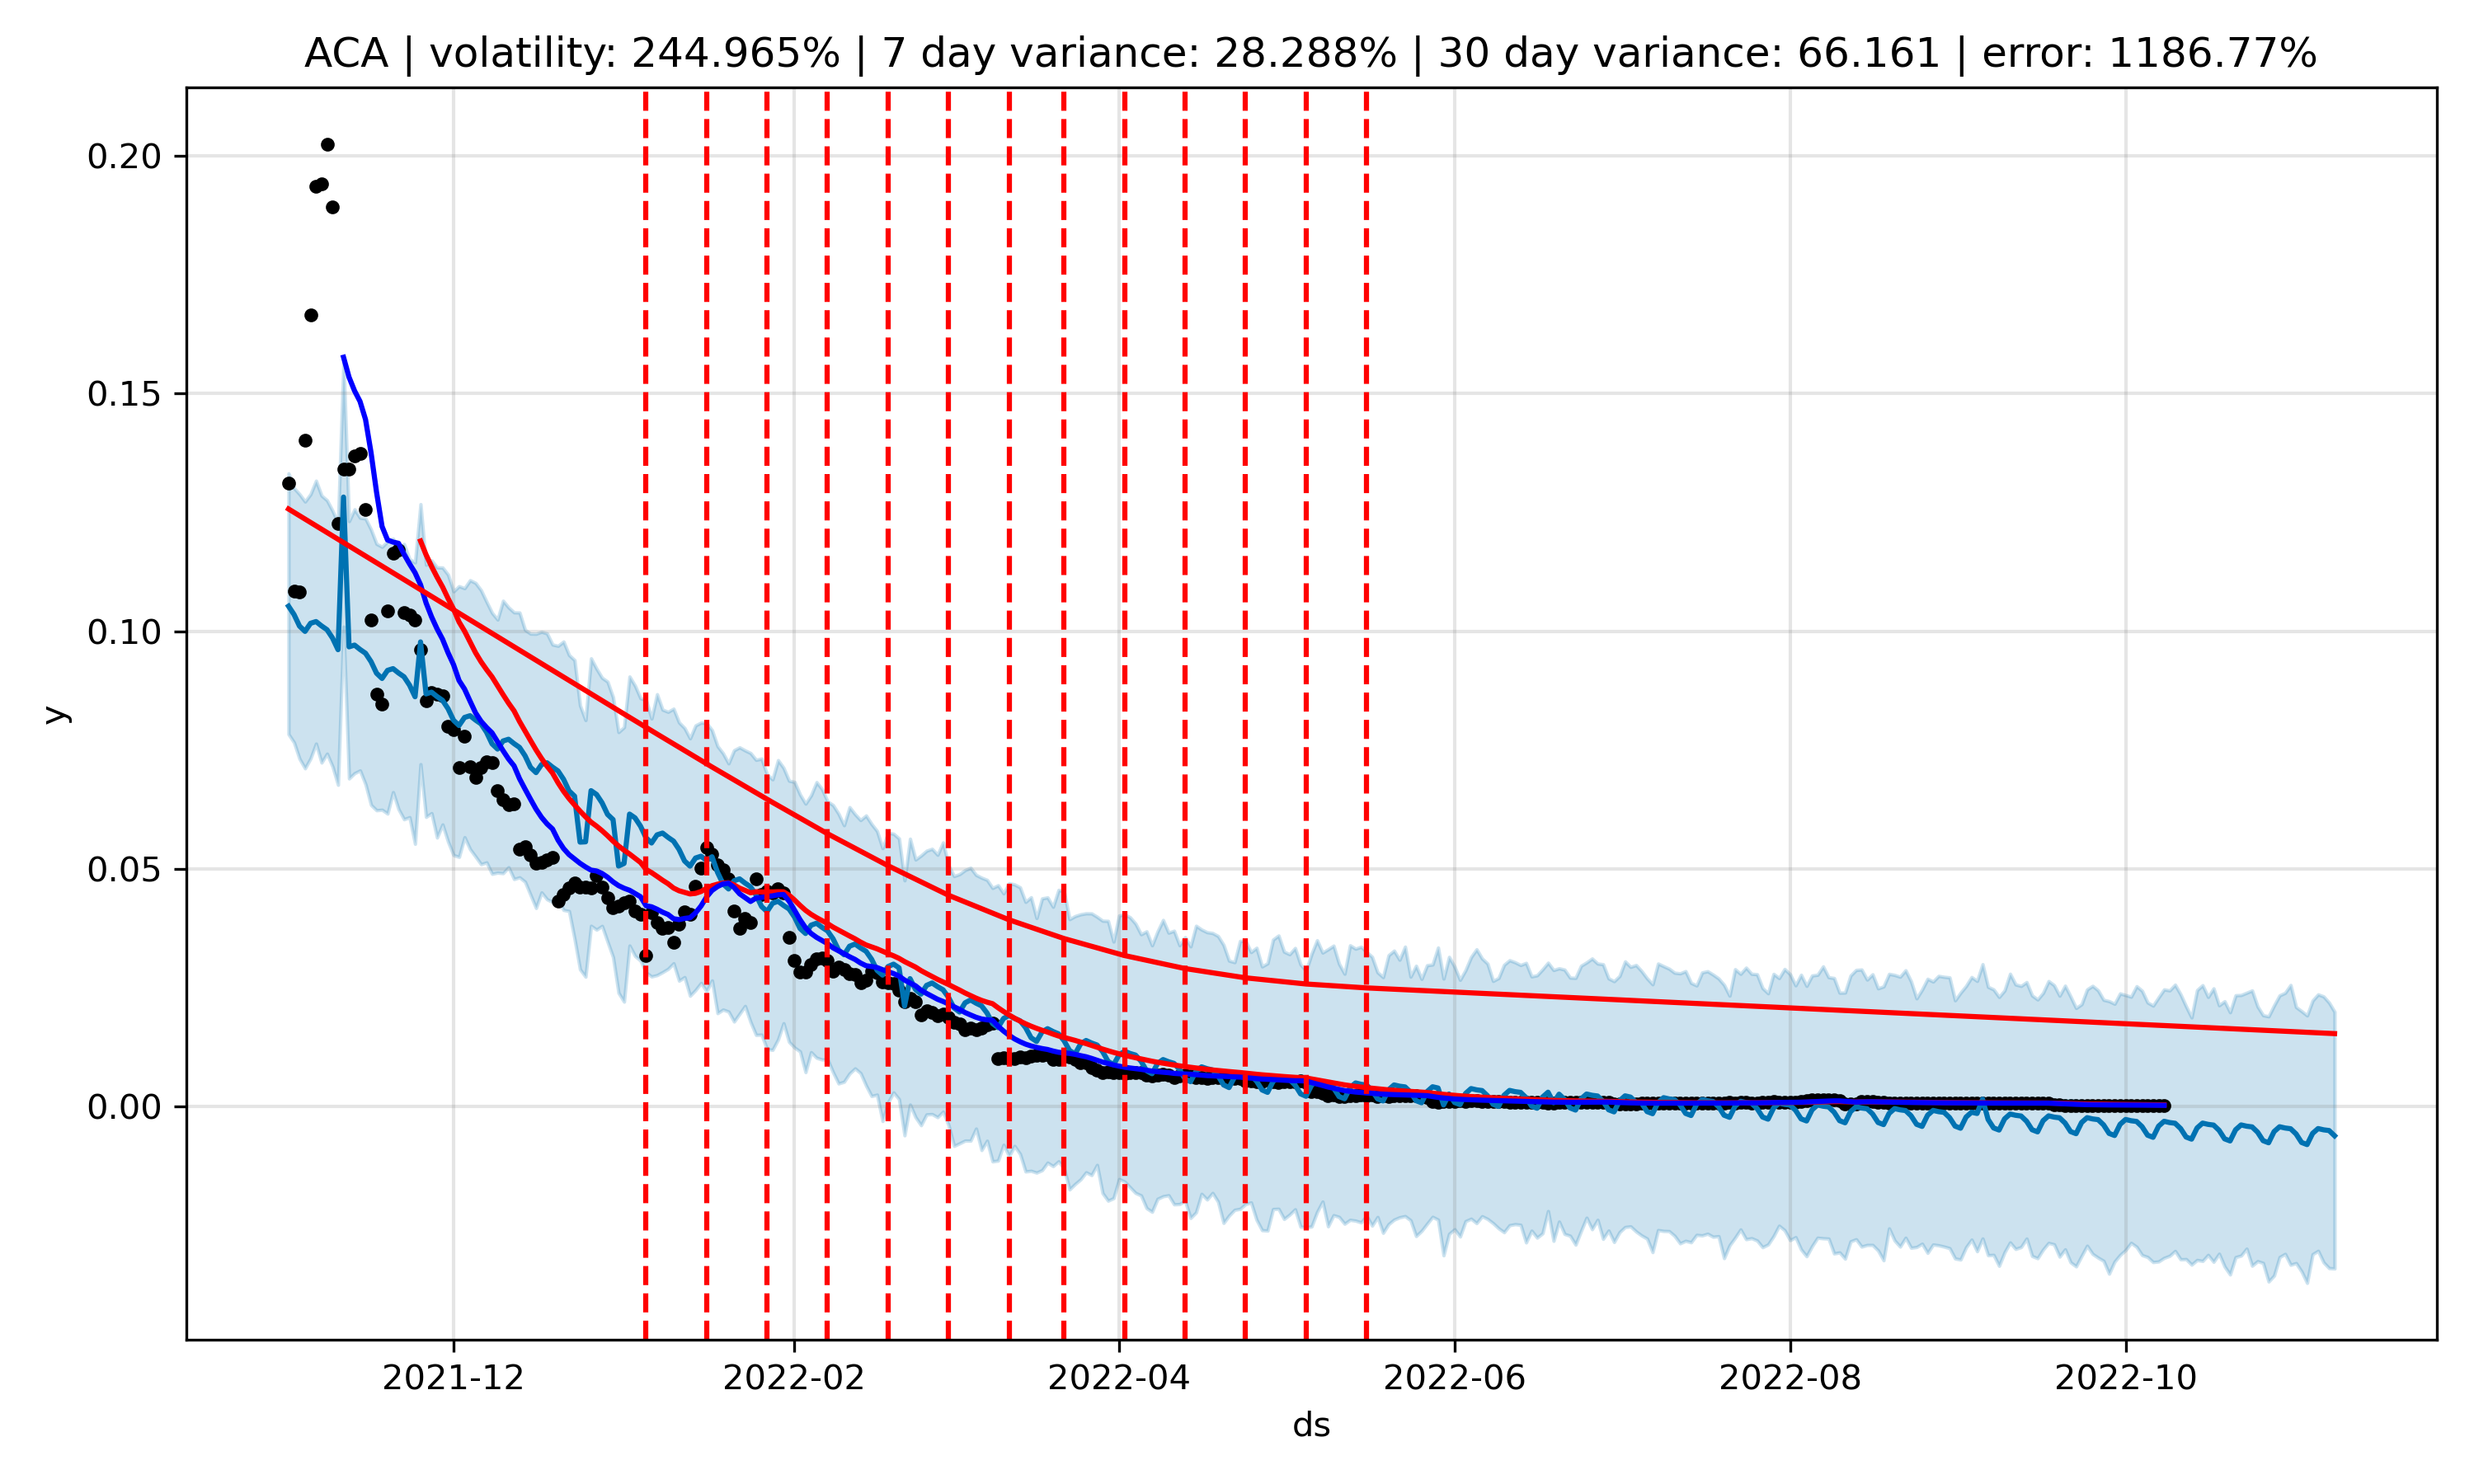 ACA | volatility: 244.965% | 7 day variance: 28.288% | 30 day variance: 66.161 | error: 1186.77%
0.20
0.15
0.10
0.05
0.00
y
2021-12 2022-02 2022-04 2022-06 2022-08 2022-10
ds